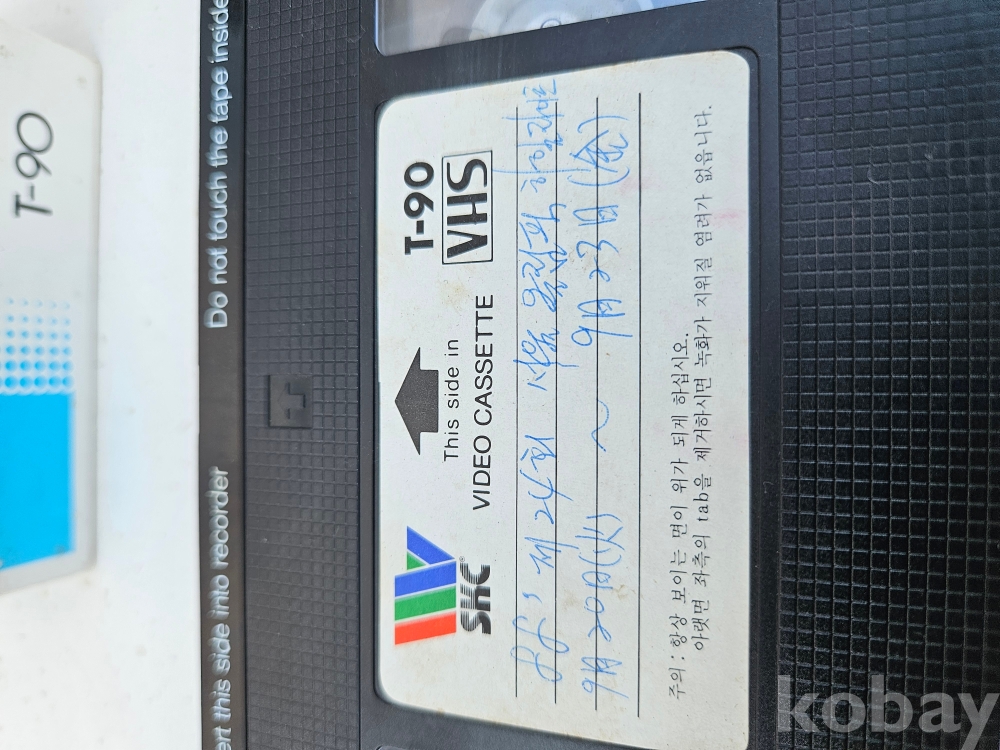 T-90
ert this side into recorder
Do not touch the tape inside
SKC
This side in
VIDEO CASSETTE
T-90
VHS
88' 제24회 서울 올림픽 하일라이트
9月20日(火) ~ 9月23日(金)
주의 : 항상 보이는 면이 위가 되게 하십시오.
아랫면 좌측의 tab을 제거하시면 녹화가 지워질 염려가 없읍니다.
kobay